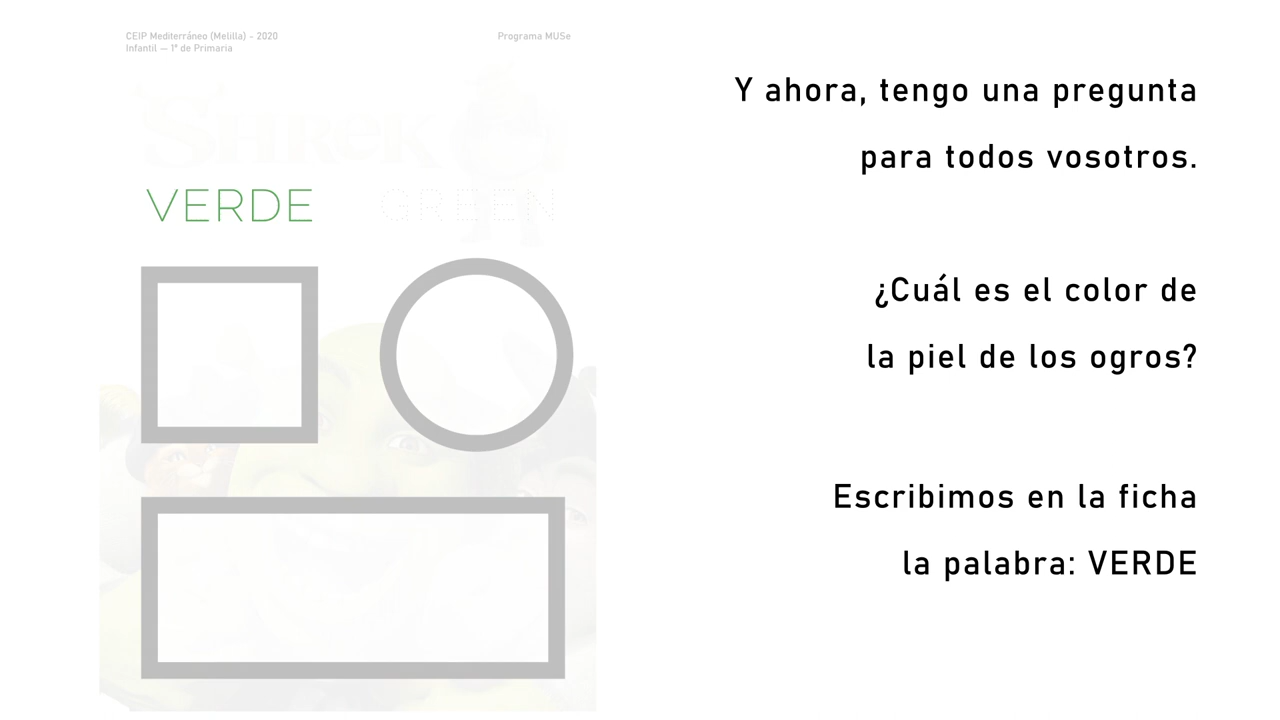 CEIP Mediterráneo (Melilla) - 2020
Infantil — 1º de Primaria
Programa MUSe
SHREK
VERDE
GREEN
Y ahora, tengo una pregunta
para todos vosotros.
¿Cuál es el color de
la piel de los ogros?
Escribimos en la ficha
la palabra: VERDE